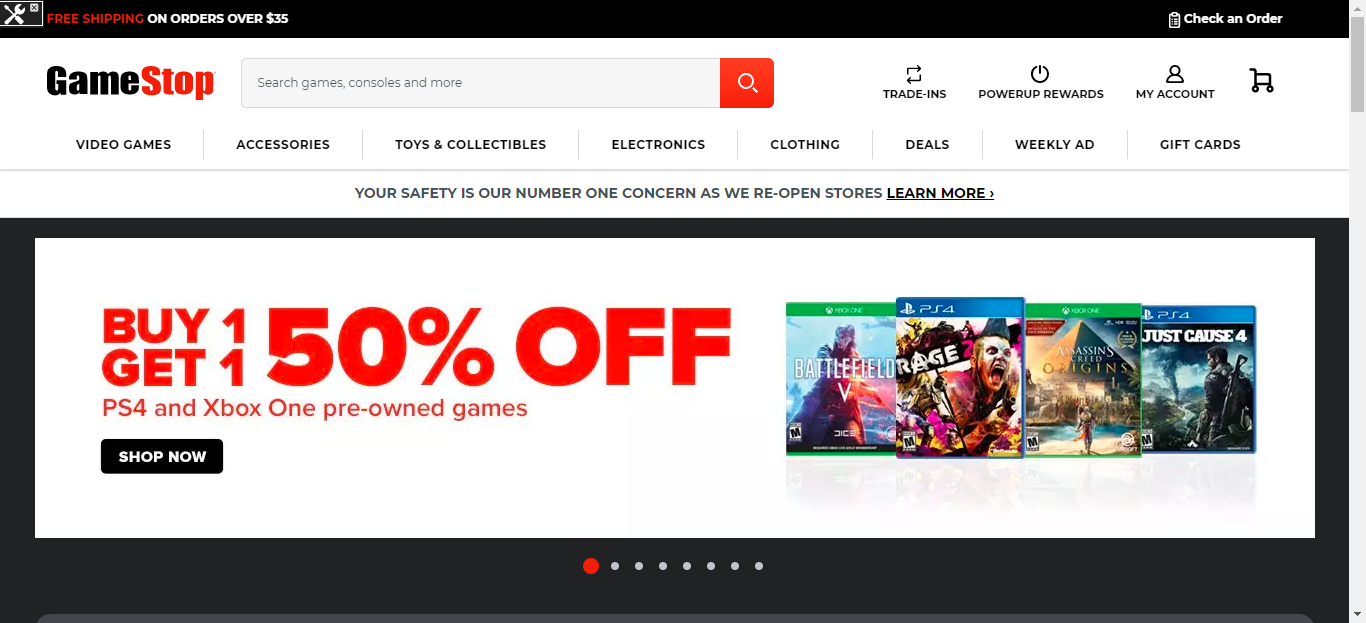 FREE SHIPPING ON ORDERS OVER $35
Check an Order
GameStop
Search games, consoles and more
TRADE-INS
POWERUP REWARDS
MY ACCOUNT
VIDEO GAMES
ACCESSORIES
TOYS & COLLECTIBLES
ELECTRONICS
CLOTHING
DEALS
WEEKLY AD
GIFT CARDS
YOUR SAFETY IS OUR NUMBER ONE CONCERN AS WE RE-OPEN STORES LEARN MORE ›
BUY 1
GET 1
50% OFF
PS4 and Xbox One pre-owned games
SHOP NOW
XBOX ONE
BATTLEFIELD
V
DICE
PS4
RAGE 2
Bethesda
XBOX ONE
ASSASSIN'S
CREED
ORIGINS
PS4
JUST CAUSE 4